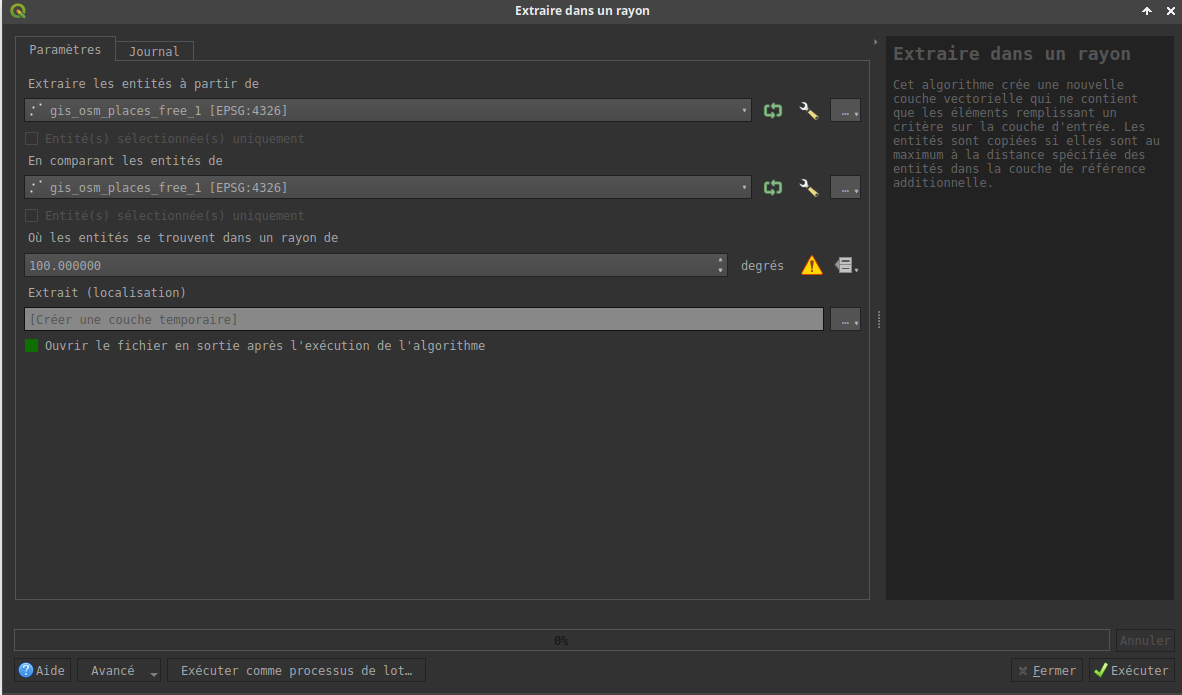 Extraire dans un rayon
Paramètres
Journal
Extraire les entités à partir de
gis_osm_places_free_1 [EPSG:4326]
…
Entité(s) sélectionnée(s) uniquement
En comparant les entités de
gis_osm_places_free_1 [EPSG:4326]
…
Entité(s) sélectionnée(s) uniquement
Où les entités se trouvent dans un rayon de
100.000000
degrés
Extrait (localisation)
[Créer une couche temporaire]
…
Ouvrir le fichier en sortie après l'exécution de l'algorithme
Extraire dans un rayon
Cet algorithme crée une nouvelle
couche vectorielle qui ne contient
que les éléments remplissant un
critère sur la couche d'entrée. Les
entités sont copiées si elles sont au
maximum à la distance spécifiée des
entités dans la couche de référence
additionnelle.
0%
Annuler
Aide
Avancé
Exécuter comme processus de lot…
Fermer
Exécuter